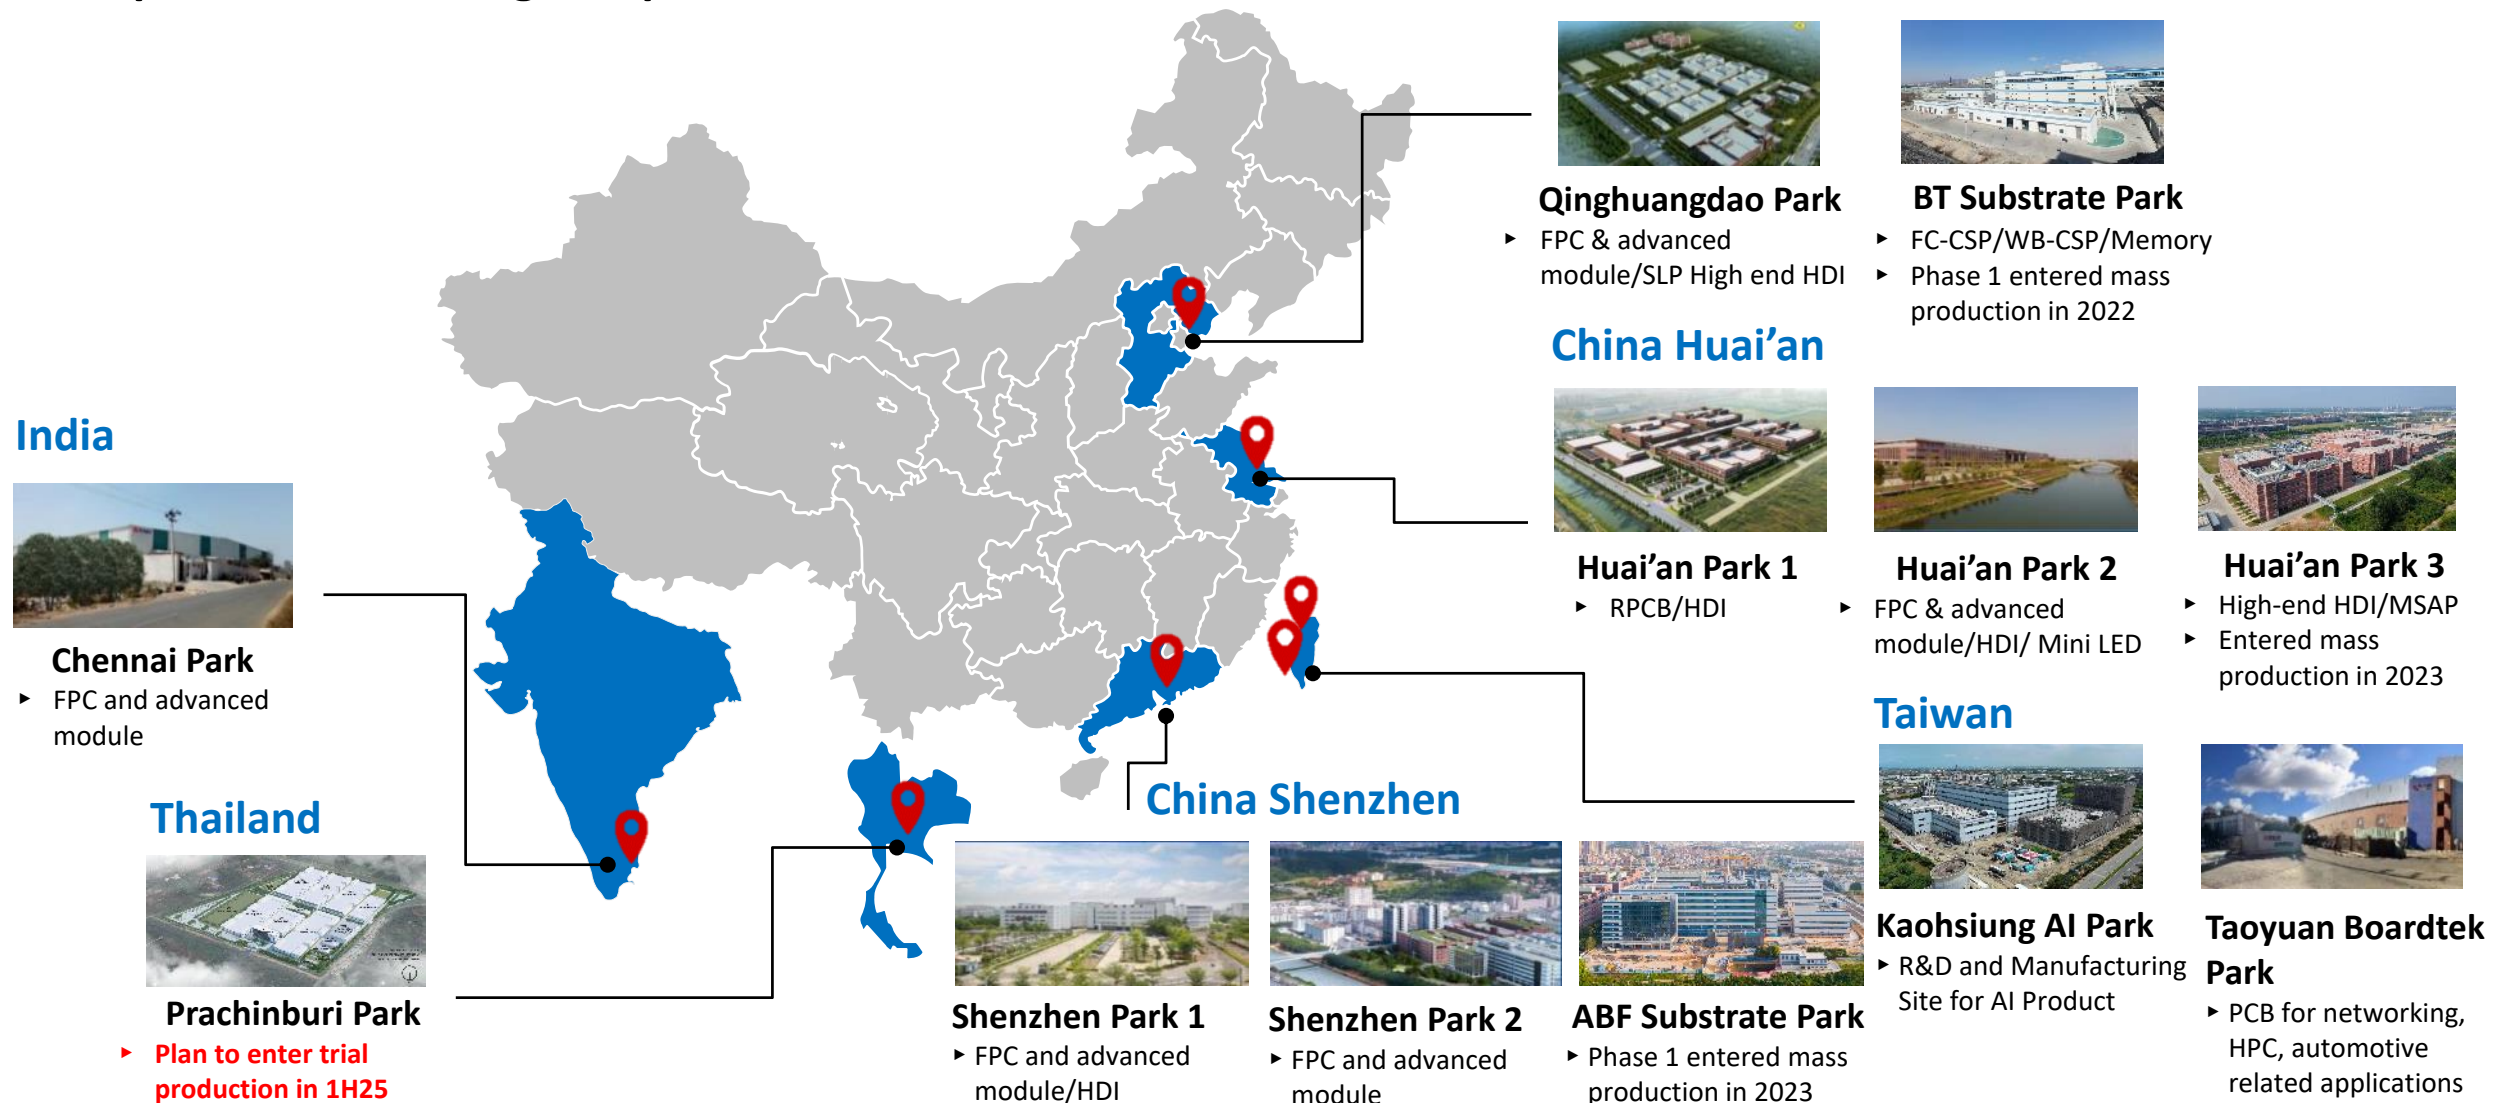 Qinghuangdao Park
▸ FPC & advanced
module/SLP High end HDI
BT Substrate Park
▸ FC-CSP/WB-CSP/Memory
▸ Phase 1 entered mass
production in 2022
China Huai’an
Huai’an Park 1
▸ RPCB/HDI
Huai’an Park 2
▸ FPC & advanced
module/HDI/ Mini LED
Huai’an Park 3
▸ High-end HDI/MSAP
▸ Entered mass
production in 2023
India
Chennai Park
▸ FPC and advanced
module
Thailand
Prachinburi Park
▸ Plan to enter trial
production in 1H25
China Shenzhen
Shenzhen Park 1
▸ FPC and advanced
module/HDI
Shenzhen Park 2
▸ FPC and advanced
module
ABF Substrate Park
▸ Phase 1 entered mass
production in 2023
Taiwan
Kaohsiung AI Park
▸ R&D and Manufacturing
Site for AI Product
Taoyuan Boardtek
Park
▸ PCB for networking,
HPC, automotive
related applications